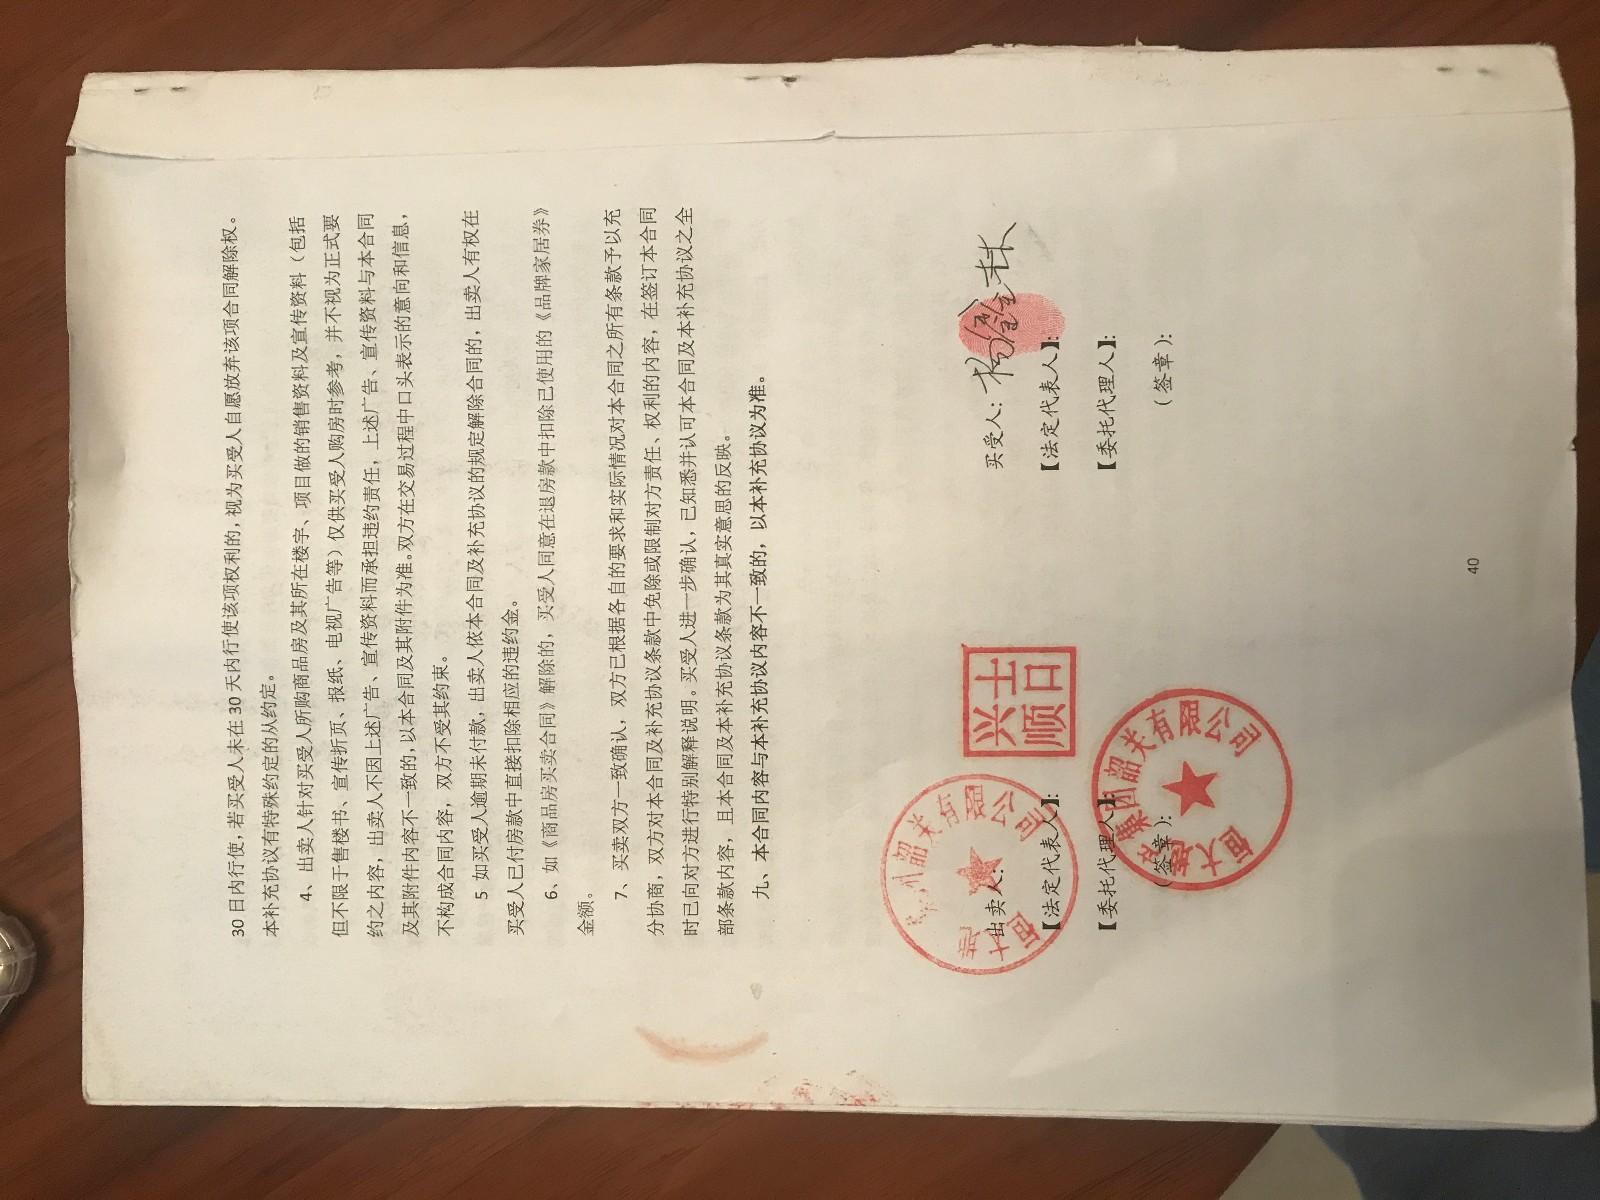 30 日内行使,若买受人未在 30 天内行使该项权利的,视为买受人自愿放弃该项合同解除权。
本补充协议有特殊约定的从约定。
4、出卖人针对买受人所购商品房及其所在楼宇、项目做的销售资料及宣传资料（包括
但不限于售楼书、宣传折页、报纸、电视广告等）仅供买受人购房时参考，并不视为正式要
约之内容，出卖人不因上述广告、宣传资料而承担违约责任，上述广告、宣传资料与本合同
及其附件内容不一致的,以本合同及其附件为准。双方在交易过程中口头表示的意向和信息，
不构成合同内容，双方不受其约束。
5 如买受人逾期未付款，出卖人依本合同及补充协议的规定解除合同的，出卖人有权在
买受人已付房款中直接扣除相应的违约金。
6、如《商品房买卖合同》解除的，买受人同意在退房款中扣除已使用的《品牌家居券》
金额。
7、买卖双方一致确认，双方已根据各自的要求和实际情况对本合同之所有条款予以充
分协商，双方对本合同及补充协议条款中免除或限制对方责任、权利的内容，在签订本合同
时已向对方进行特别解释说明。买受人进一步确认，已知悉并认可本合同及本补充协议之全
部条款内容，且本合同及本补充协议条款为其真实意思的反映。
九、本合同内容与本补充协议内容不一致的，以本补充协议为准。
出卖人: 买受人:
【法定代表人】: 【法定代表人】:
【委托代理人】: 【委托代理人】:
（签章）: （签章）:
兴士
顺口
韶关有限公司
恒大
集团韶关有限公司
40